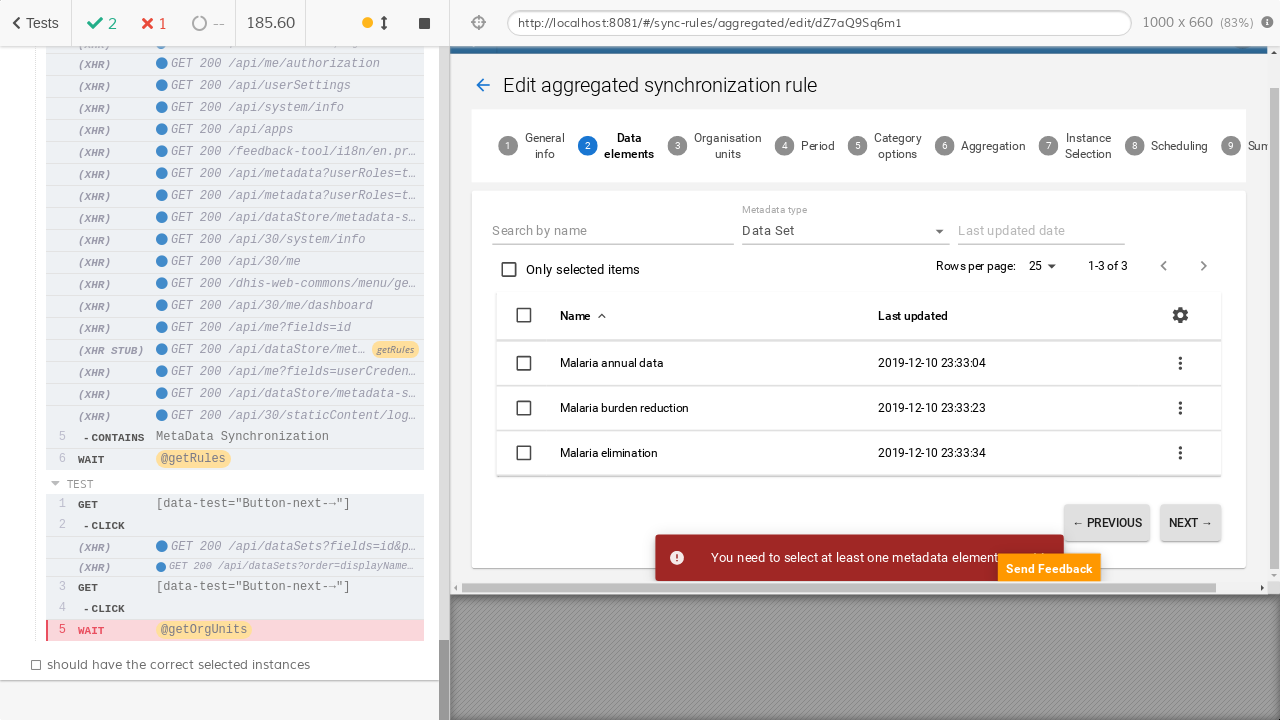 Tests
2
1
--
185.60
http://localhost:8081/#/sync-rules/aggregated/edit/dZ7aQ9Sq6m1
1000 x 660 (83%)
(XHR) GET 200 /api/me/authorization
(XHR) GET 200 /api/userSettings
(XHR) GET 200 /api/system/info
(XHR) GET 200 /api/apps
(XHR) GET 200 /feedback-tool/i18n/en.pr…
(XHR) GET 200 /api/metadata?userRoles=t…
(XHR) GET 200 /api/metadata?userRoles=t…
(XHR) GET 200 /api/dataStore/metadata-s…
(XHR) GET 200 /api/30/system/info
(XHR) GET 200 /api/30/me
(XHR) GET 200 /dhis-web-commons/menu/ge…
(XHR) GET 200 /api/30/me/dashboard
(XHR) GET 200 /api/me?fields=id
(XHR STUB) GET 200 /api/dataStore/met… getRules
(XHR) GET 200 /api/me?fields=userCreden…
(XHR) GET 200 /api/dataStore/metadata-s…
(XHR) GET 200 /api/30/staticContent/log…
5 -CONTAINS MetaData Synchronization
6 WAIT @getRules
TEST
1 GET [data-test="Button-next-→"]
2 -CLICK
(XHR) GET 200 /api/dataSets?fields=id&p…
(XHR) GET 200 /api/dataSets?order=displayName…
3 GET [data-test="Button-next-→"]
4 -CLICK
5 WAIT @getOrgUnits
should have the correct selected instances
Edit aggregated synchronization rule
1 General info
2 Data elements
3 Organisation units
4 Period
5 Category options
6 Aggregation
7 Instance Selection
8 Scheduling
9
Search by name
Metadata type
Data Set
Last updated date
Only selected items
Rows per page: 25 1-3 of 3
Name Last updated
Malaria annual data 2019-12-10 23:33:04
Malaria burden reduction 2019-12-10 23:33:23
Malaria elimination 2019-12-10 23:33:34
← PREVIOUS NEXT →
You need to select at least one metadata element
Send Feedback